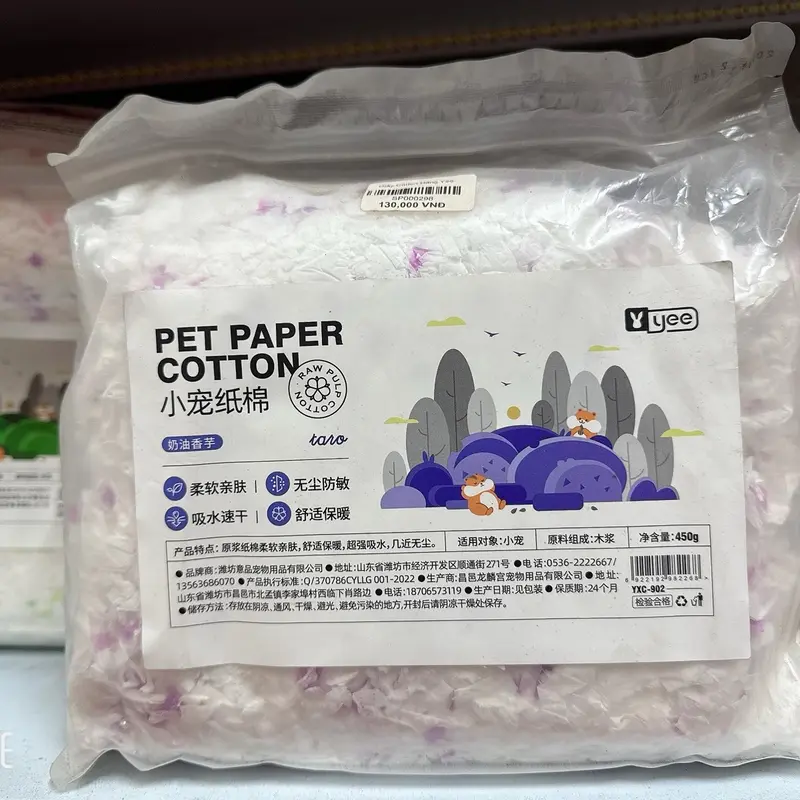 SP000298
130,000 VNĐ
yee
PET PAPER
COTTON
RAW PULP COTTON
小宠纸棉
奶油香芋
taro
柔软亲肤 | 无尘防敏
吸水速干 | 舒适保暖
产品特点: 原浆纸棉柔软亲肤,舒适保暖,超强吸水,几近无尘。 适用对象:小宠 原料组成:木浆 净含量:450g
●品牌商:潍坊意品宠物用品有限公司●地址:山东省潍坊市经济开发区顺通街271号 ●电话:0536-2222667/
13563686070 ●产品执行标准:Q/370786CYLLG 001-2022 ●生产商:昌邑龙麟宫宠物用品有限公司 ●地址:
山东省潍坊市昌邑市北孟镇李家埠村西临下肖路边 ●电话:18706573119 ●生产日期:见包装 ●保质期:24个月
●储存方法:存放在阴凉、通风、干燥、避光,避免污染的地方,开封后请阴凉干燥处保存。
6 922192 982268
YXC-902
检验合格